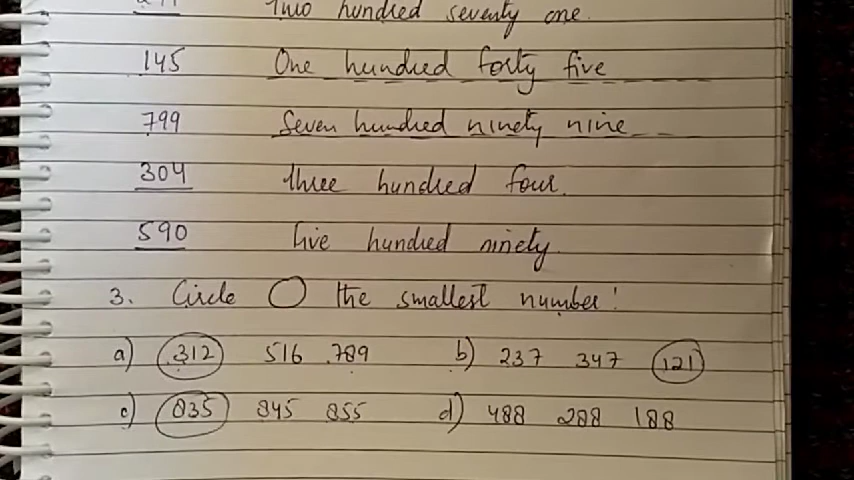 271 Two hundred seventy one.
145 One hundred forty five
799 Seven hundred ninety nine
304 three hundred four.
590 five hundred ninety.
3. Circle the smallest number:
a) 312 516 789 b) 237 347 121
c) 835 845 855 d) 488 288 188